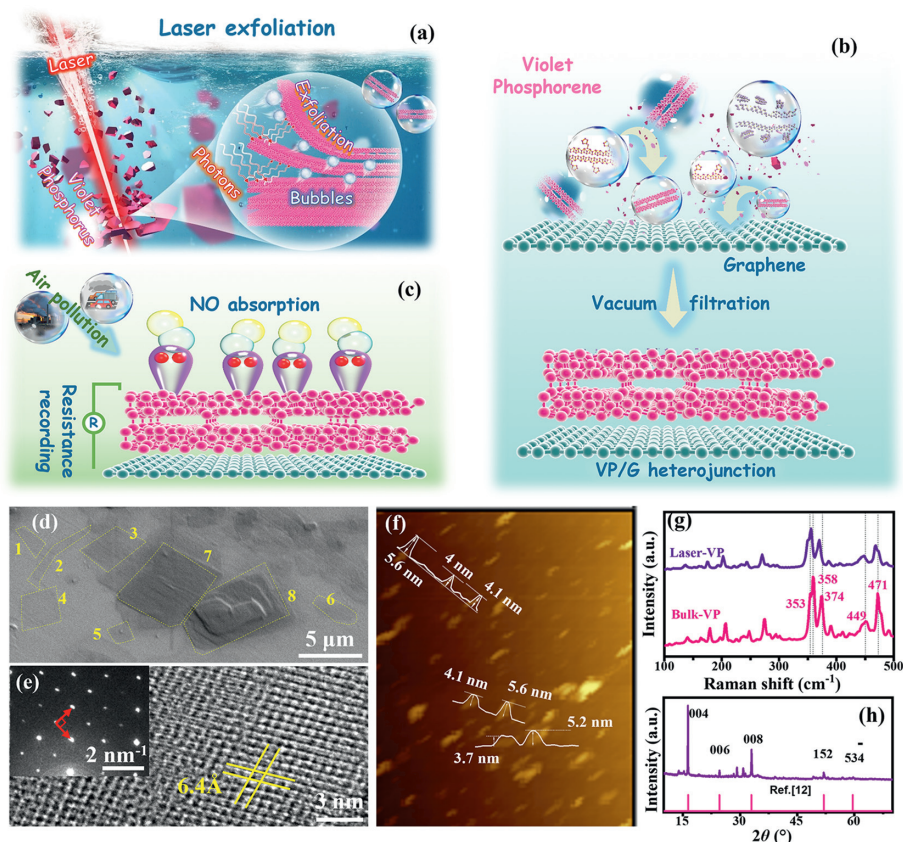 Laser exfoliation
(a)
Laser
Violet
Phosphorus
Photons
Exfoliation
Bubbles
(b)
Violet
Phosphorene
Graphene
Vacuum filtration
VP/G heterojunction
(c)
Air pollution
NO absorption
Resistance
recording
R
(d)
1
2
3
4
5
6
7
8
5 μm
(e)
2 nm-1
6.4Å
3 nm
(f)
5.6 nm
4 nm
4.1 nm
4.1 nm
5.6 nm
5.2 nm
3.7 nm
(g)
Intensity (a.u.)
Laser-VP
Bulk-VP
353
358
374
449
471
100 200 300 400 500
Raman shift (cm-1)
(h)
Intensity (a.u.)
004
006
008
152
534̄
Ref.[12]
15 30 45 60
2θ (°)